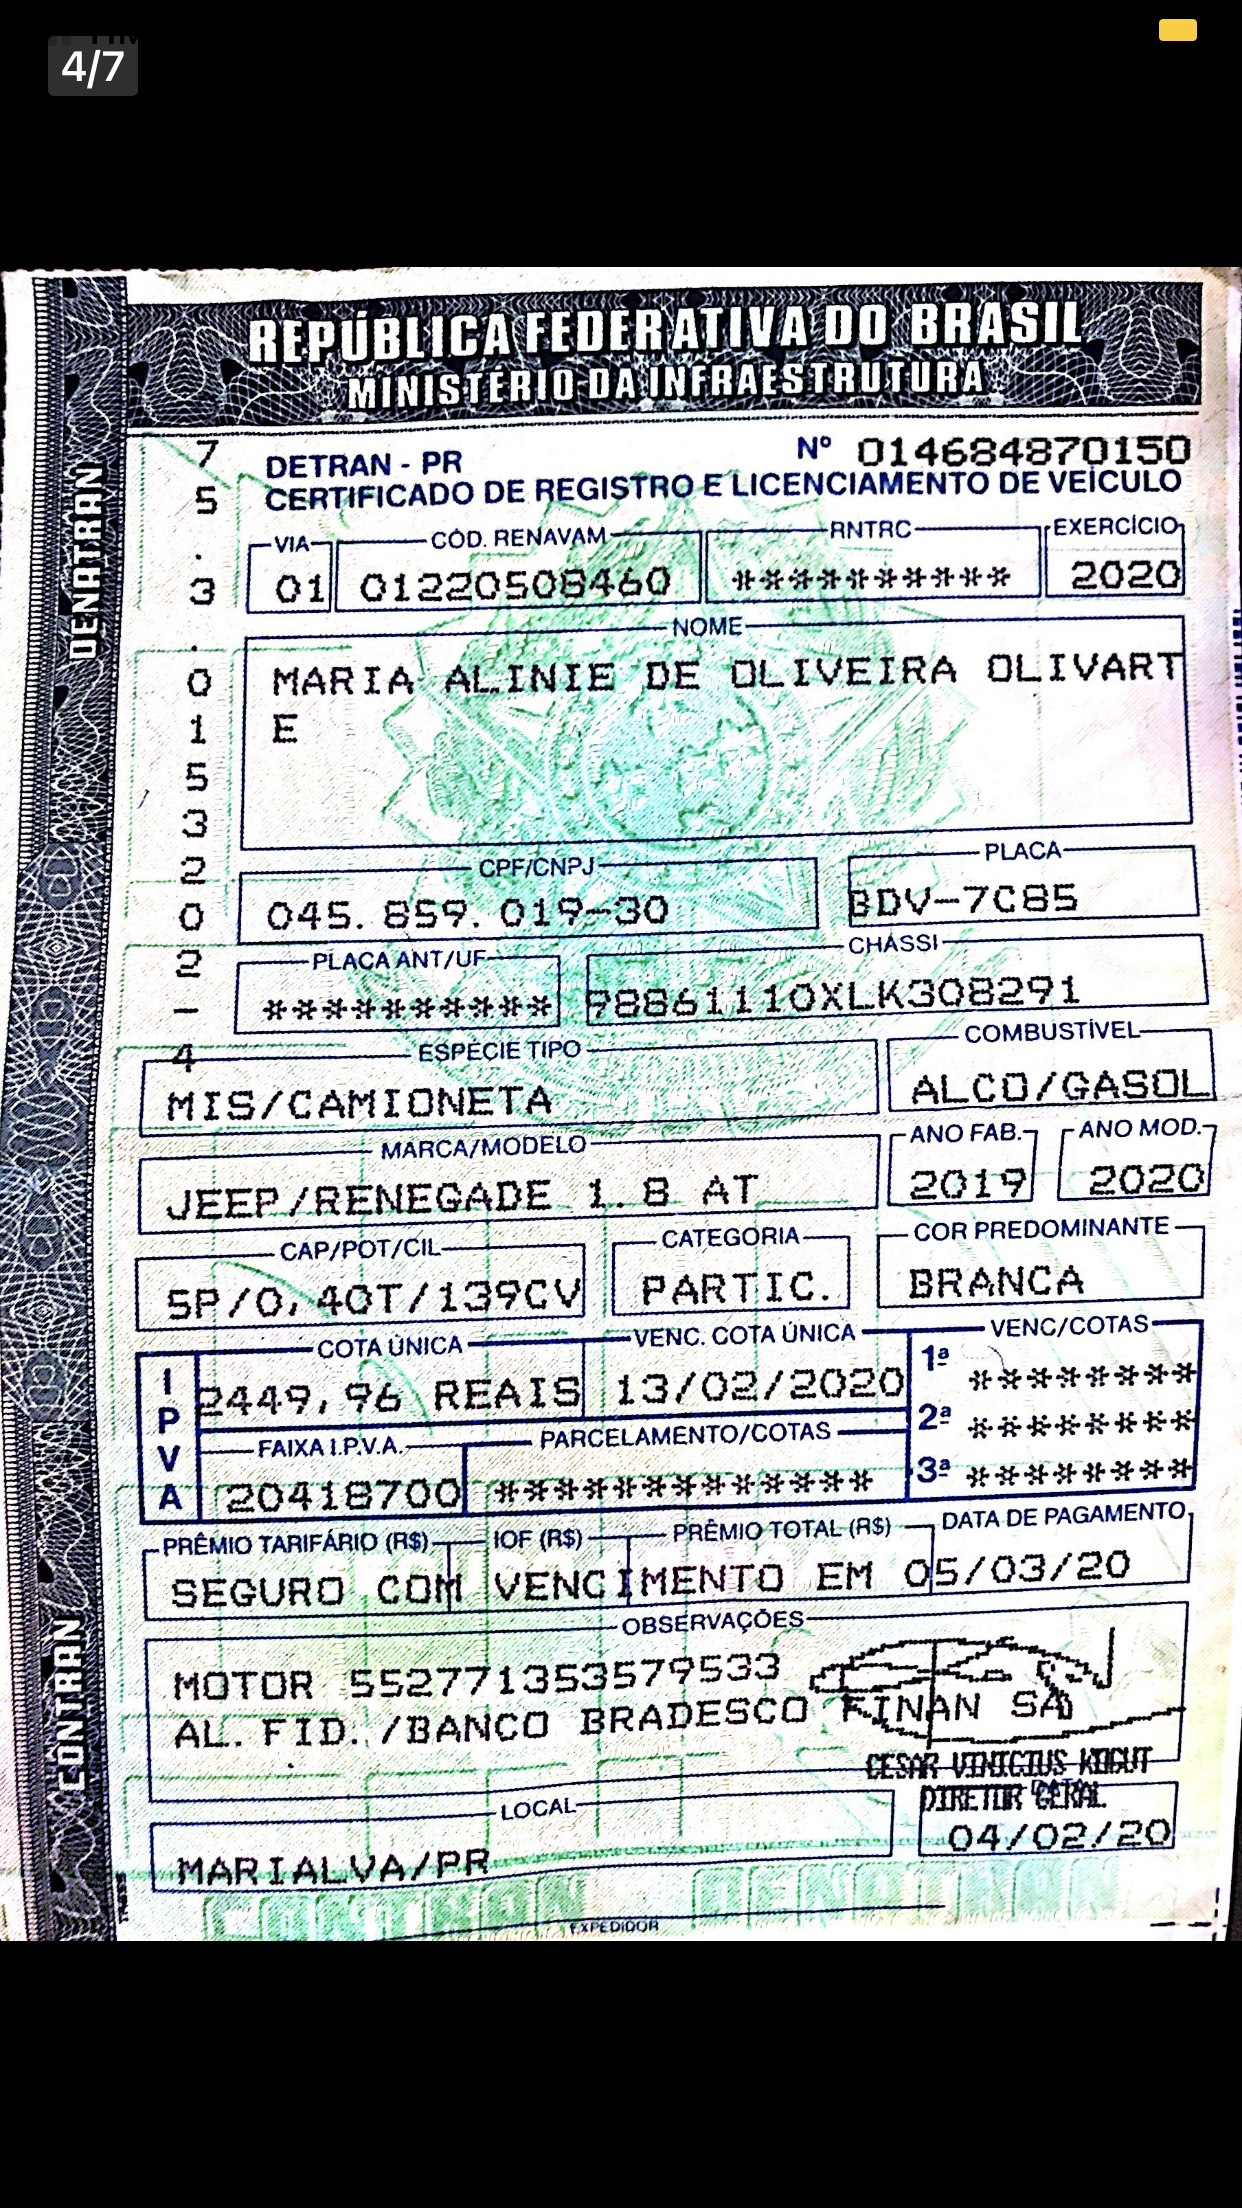 4/7
REPÚBLICA FEDERATIVA DO BRASIL
MINISTÉRIO DA INFRAESTRUTURA
DENATRAN
CONTRAN
75.3.0153202-4
DETRAN - PR Nº 014684870150
CERTIFICADO DE REGISTRO E LICENCIAMENTO DE VEÍCULO
VIA CÓD. RENAVAM RNTRC EXERCÍCIO
01 01220508460 ********** 2020
NOME
MARIA ALINIE DE OLIVEIRA OLIVART
E
CPF/CNPJ PLACA
045.859.019-30 BDV-7C85
PLACA ANT/UF CHASSI
********** 98861110XLK308291
ESPÉCIE TIPO COMBUSTÍVEL
MIS/CAMIONETA ALCO/GASOL
MARCA/MODELO ANO FAB. ANO MOD.
JEEP/RENEGADE 1.8 AT 2019 2020
CAP/POT/CIL CATEGORIA COR PREDOMINANTE
5P/0,40T/139CV PARTIC. BRANCA
IPVA
COTA ÚNICA VENC. COTA ÚNICA VENC/COTAS
2449,96 REAIS 13/02/2020 1ª ********
2ª ********
FAIXA I.P.V.A. PARCELAMENTO/COTAS
20418700 ************* 3ª ********
PRÊMIO TARIFÁRIO (R$) IOF (R$) PRÊMIO TOTAL (R$) DATA DE PAGAMENTO
SEGURO COM VENCIMENTO EM 05/03/20
OBSERVAÇÕES
MOTOR 552771353579533
AL.FID./BANCO BRADESCO FINAN SA
CESAR VINICIUS KOGUT
DIRETOR GERAL
LOCAL DATA
MARIALVA/PR 04/02/20
CONTRAN DENATRAN
EXPEDIDOR